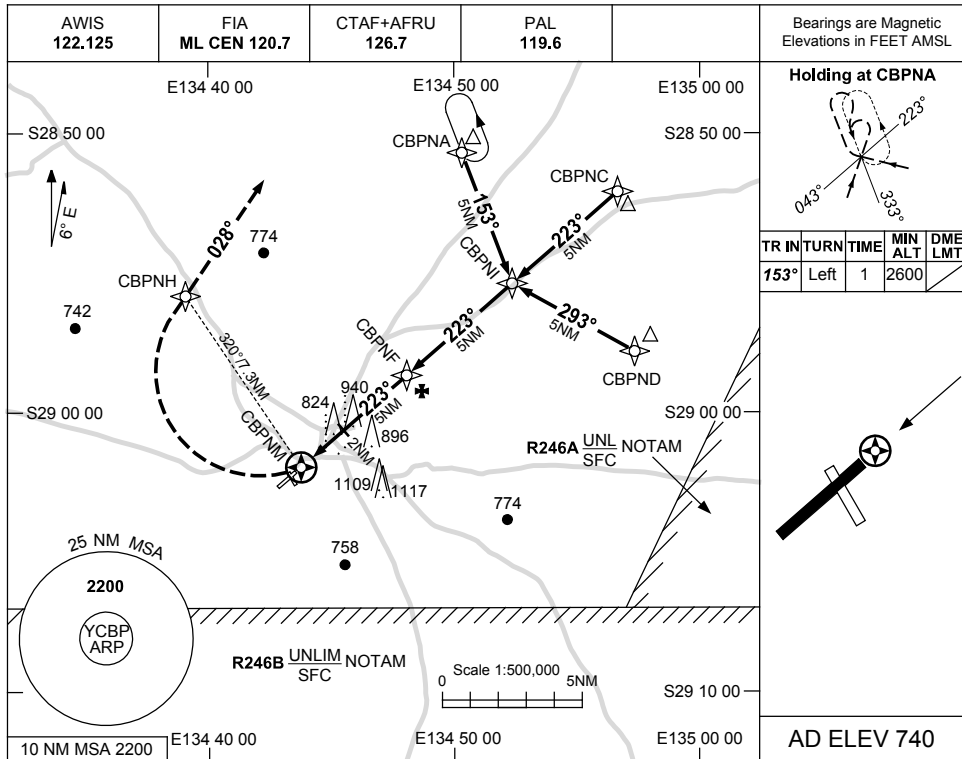 AWIS
122.125
FIA
ML CEN 120.7
CTAF+AFRU
126.7
PAL
119.6
Bearings are Magnetic
Elevations in FEET AMSL
E134 40 00
E134 50 00
E135 00 00
S28 50 00
S28 50 00
Holding at CBPNA
223°
043°
333°
TR IN
TURN
TIME
MIN ALT
DME LMT
153°
Left
1
2600
6° E
CBPNA
153°
5NM
CBPNC
223°
5NM
CBPNI
293°
5NM
CBPND
223°
5NM
CBPNF
223°
5NM
2NM
CBPNM
028°
774
CBPNH
742
320°/7.3NM
S29 00 00
824
940
896
1109
1117
774
758
R246A UNL NOTAM
SFC
25 NM MSA
2200
YCBP
ARP
R246B UNLIM NOTAM
SFC
Scale 1:500,000
0
5NM
S29 10 00
10 NM MSA 2200
E134 40 00
E134 50 00
E135 00 00
AD ELEV 740